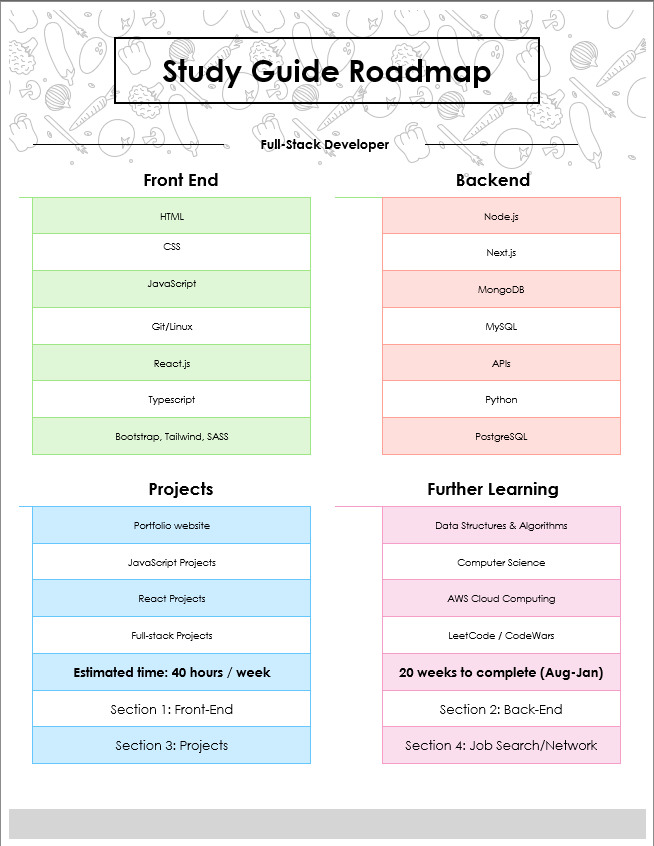 Study Guide Roadmap
Full-Stack Developer
Front End
HTML
CSS
JavaScript
Git/Linux
React.js
Typescript
Bootstrap, Tailwind, SASS
Backend
Node.js
Next.js
MongoDB
MySQL
APIs
Python
PostgreSQL
Projects
Portfolio website
JavaScript Projects
React Projects
Full-stack Projects
Estimated time: 40 hours / week
Section 1: Front-End
Section 3: Projects
Further Learning
Data Structures & Algorithms
Computer Science
AWS Cloud Computing
LeetCode / CodeWars
20 weeks to complete (Aug-Jan)
Section 2: Back-End
Section 4: Job Search/Network